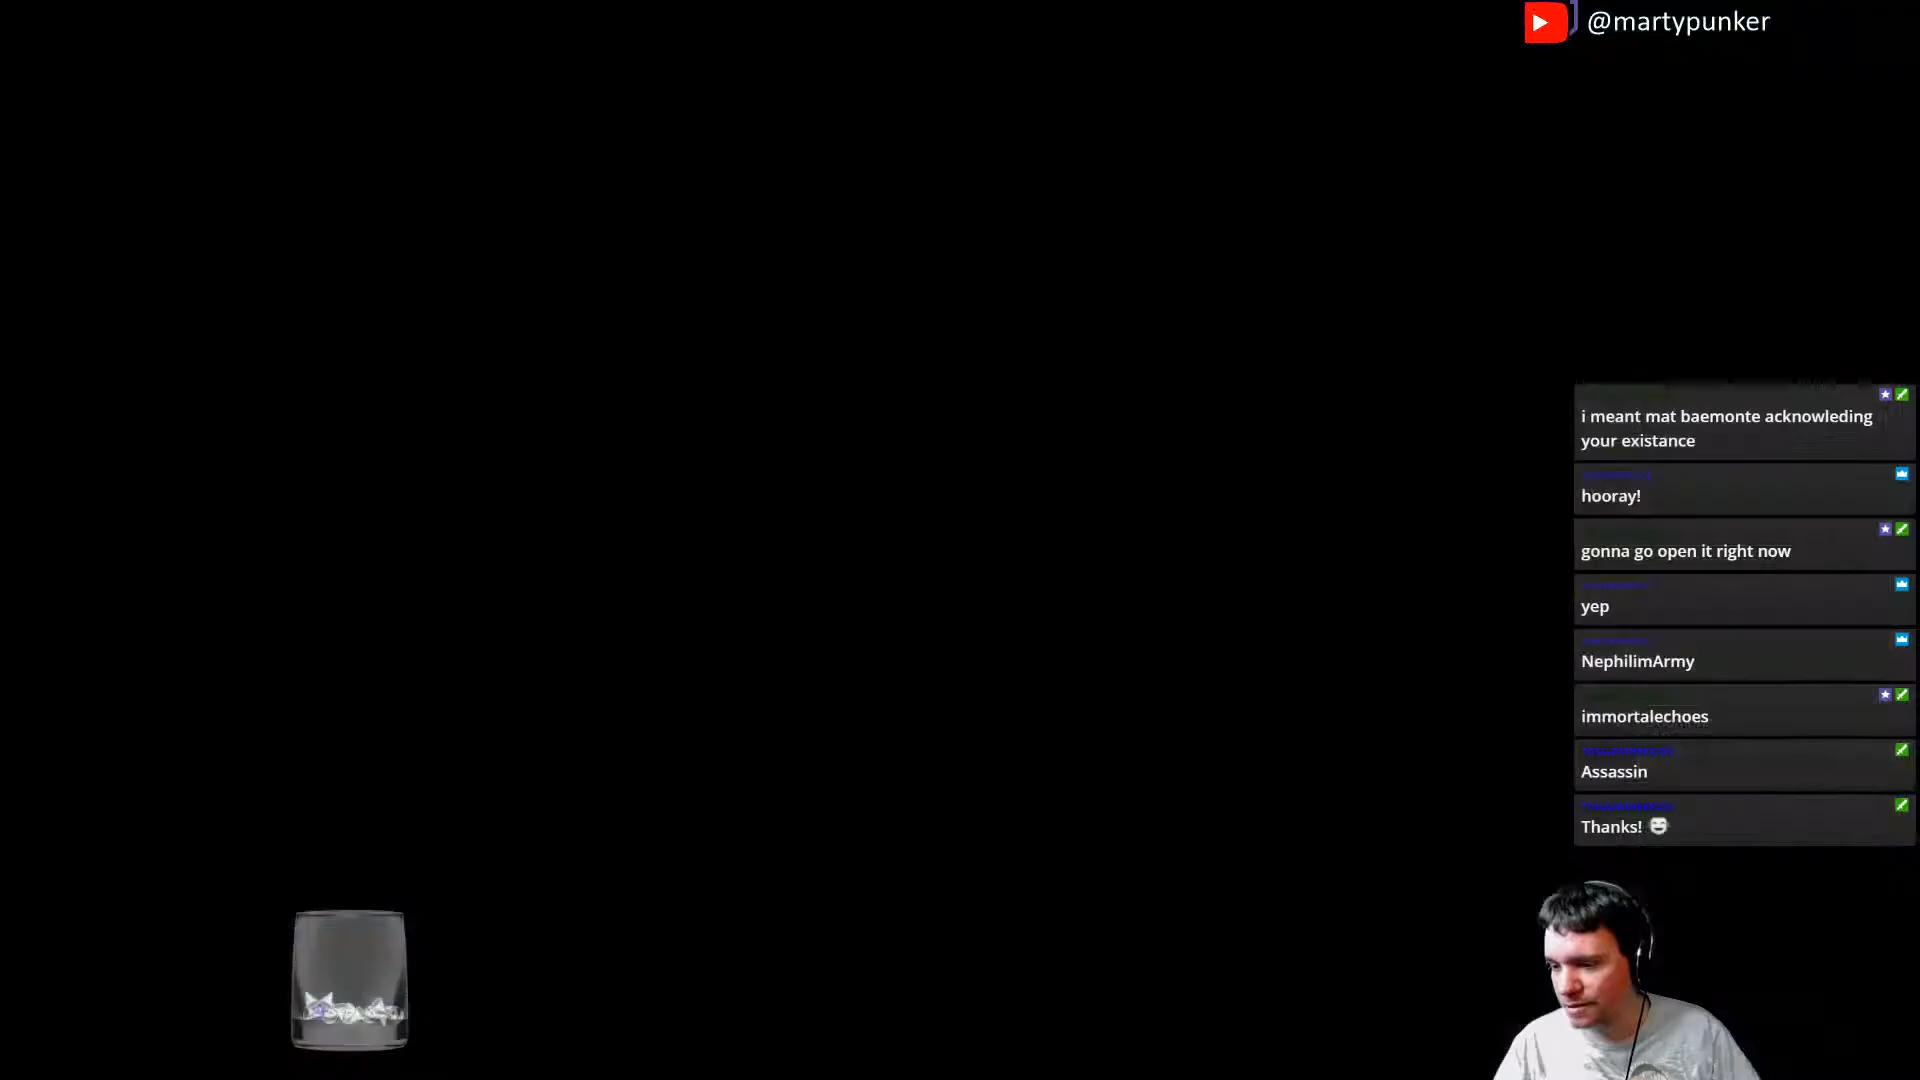 @martypunker
i meant mat baemonte acknowleding
your existance
hooray!
gonna go open it right now
yep
NephilimArmy
immortalechoes
Assassin
Thanks!